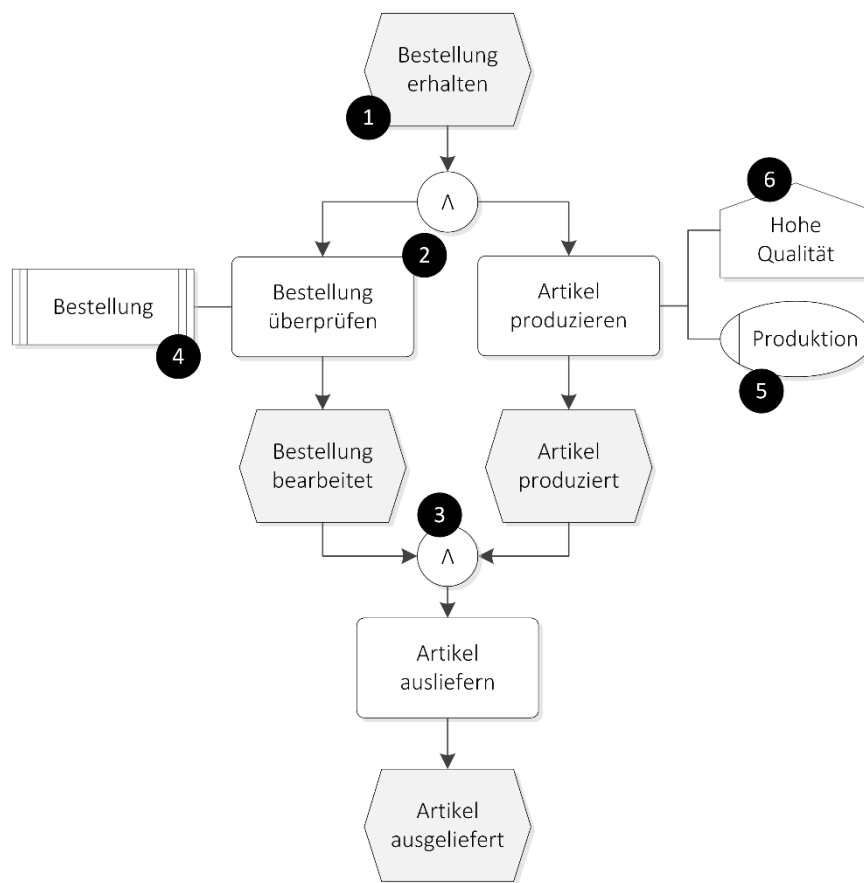 Bestellung
erhalten
1
Λ
6
Hohe
Qualität
2
Bestellung
Bestellung
überprüfen
Artikel
produzieren
Produktion
4
5
Bestellung
bearbeitet
Artikel
produziert
3
Λ
Artikel
ausliefern
Artikel
ausgeliefert